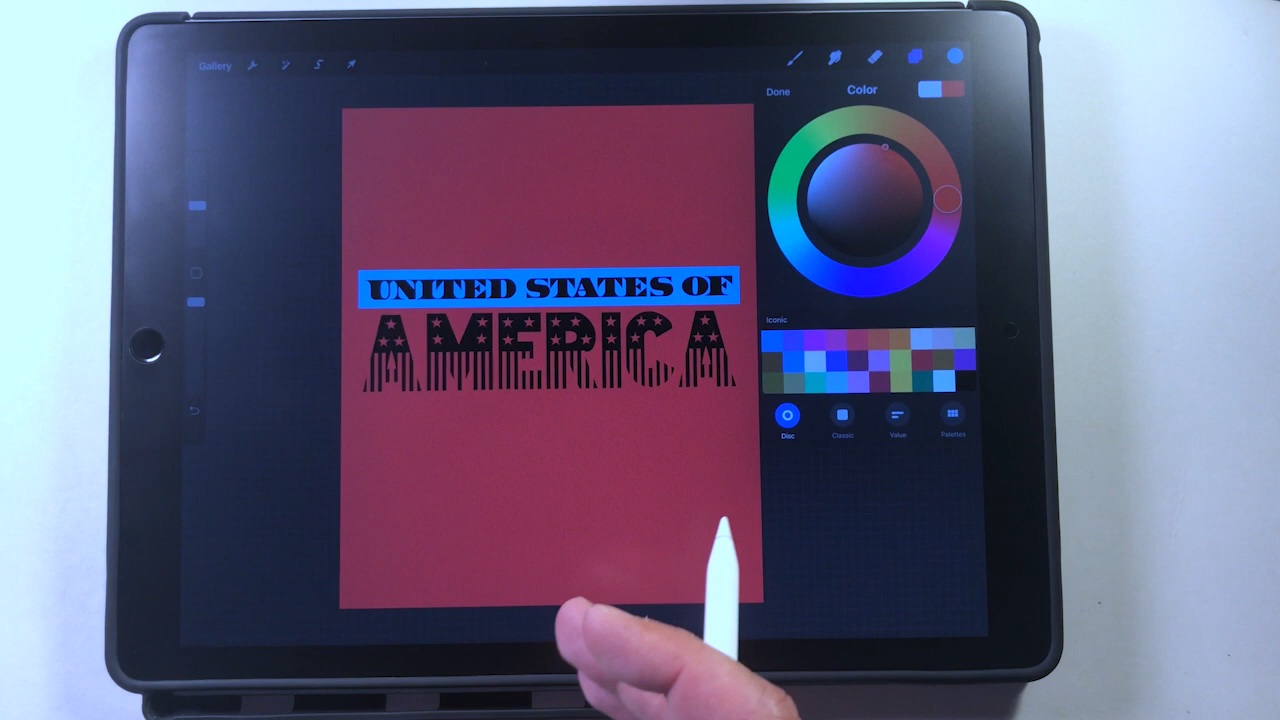 Gallery
Done
Color
UNITED STATES OF
AMERICA
Iconic
Disc
Classic
Value
Palettes